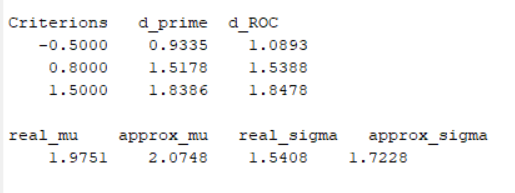 Criterions d_prime d_ROC
-0.5000 0.9335 1.0893
0.8000 1.5178 1.5388
1.5000 1.8386 1.8478
real_mu approx_mu real_sigma approx_sigma
1.9751 2.0748 1.5408 1.7228